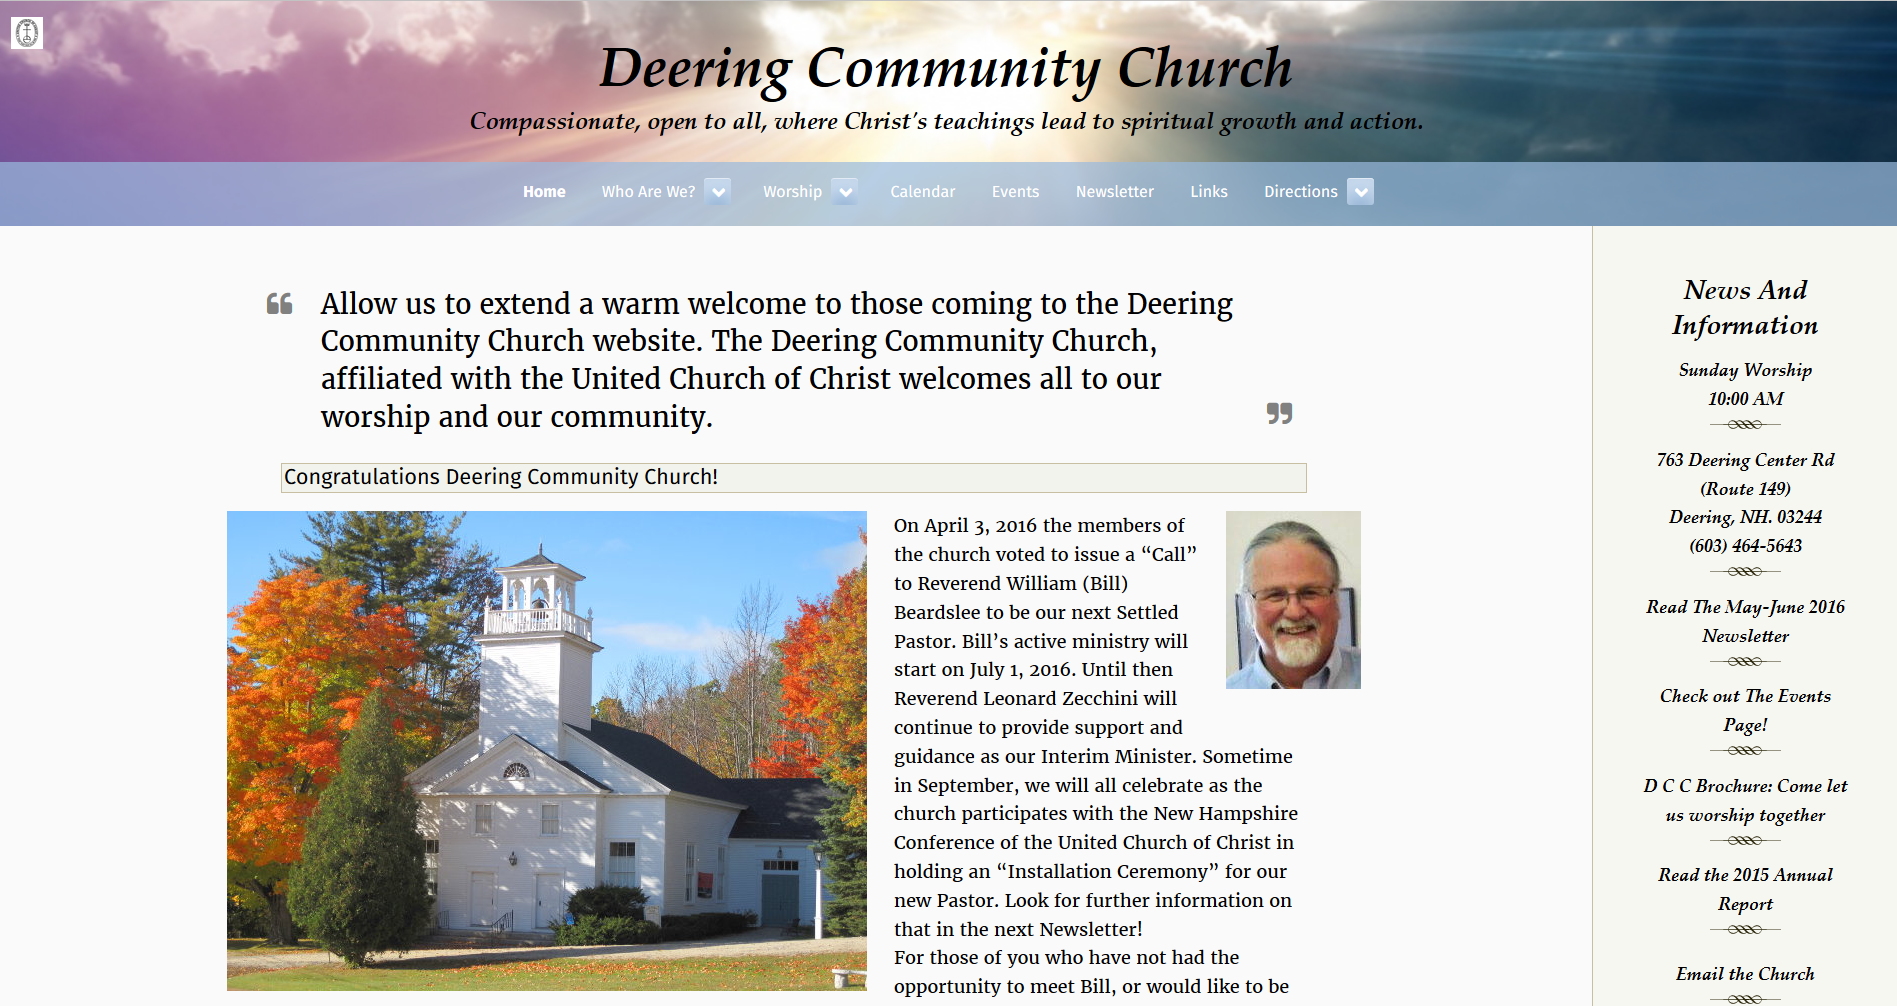 Deering Community Church
Compassionate, open to all, where Christ's teachings lead to spiritual growth and action.
Home Who Are We? Worship Calendar Events Newsletter Links Directions
Allow us to extend a warm welcome to those coming to the Deering
Community Church website. The Deering Community Church,
affiliated with the United Church of Christ welcomes all to our
worship and our community.
Congratulations Deering Community Church!
On April 3, 2016 the members of
the church voted to issue a “Call”
to Reverend William (Bill)
Beardslee to be our next Settled
Pastor. Bill’s active ministry will
start on July 1, 2016. Until then
Reverend Leonard Zecchini will
continue to provide support and
guidance as our Interim Minister. Sometime
in September, we will all celebrate as the
church participates with the New Hampshire
Conference of the United Church of Christ in
holding an “Installation Ceremony” for our
new Pastor. Look for further information on
that in the next Newsletter!
For those of you who have not had the
opportunity to meet Bill, or would like to be
News And
Information
Sunday Worship
10:00 AM
763 Deering Center Rd
(Route 149)
Deering, NH. 03244
(603) 464-5643
Read The May-June 2016
Newsletter
Check out The Events
Page!
D C C Brochure: Come let
us worship together
Read the 2015 Annual
Report
Email the Church